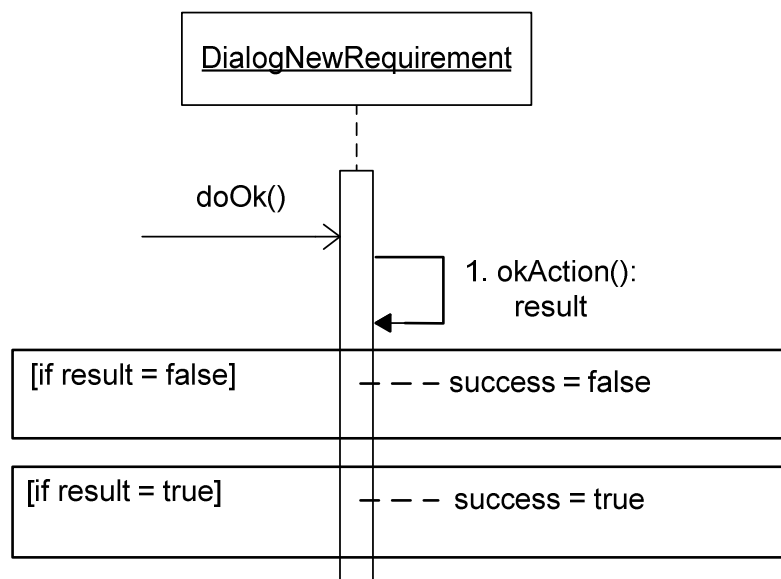 DialogNewRequirement
doOk()
1. okAction():
result
[if result = false]
success = false
[if result = true]
success = true